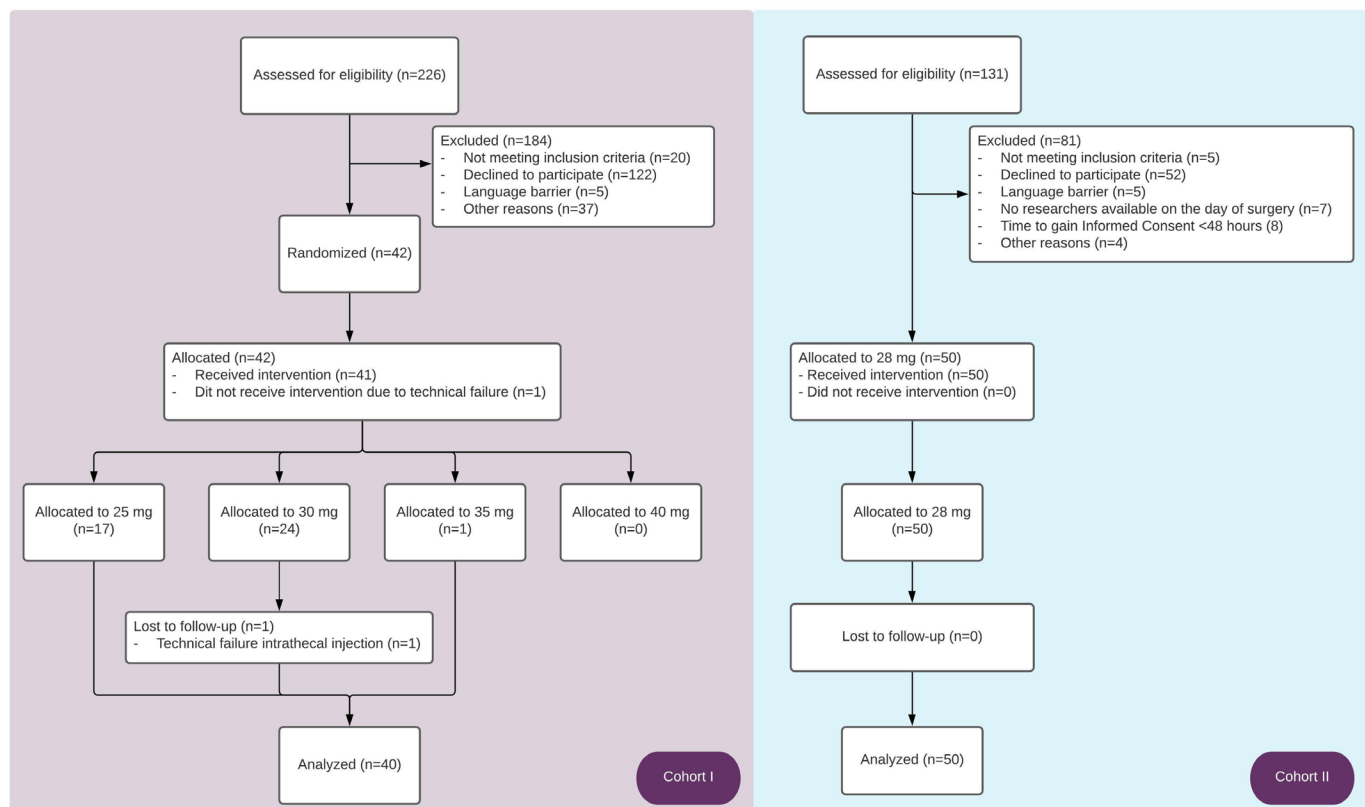 Assessed for eligibility (n=226)
Excluded (n=184)
- Not meeting inclusion criteria (n=20)
- Declined to participate (n=122)
- Language barrier (n=5)
- Other reasons (n=37)
Randomized (n=42)
Allocated (n=42)
- Received intervention (n=41)
- Dit not receive intervention due to technical failure (n=1)
Allocated to 25 mg
(n=17)
Allocated to 30 mg
(n=24)
Allocated to 35 mg
(n=1)
Allocated to 40 mg
(n=0)
Lost to follow-up (n=1)
- Technical failure intrathecal injection (n=1)
Analyzed (n=40)
Cohort I
Assessed for eligibility (n=131)
Excluded (n=81)
- Not meeting inclusion criteria (n=5)
- Declined to participate (n=52)
- Language barrier (n=5)
- No researchers available on the day of surgery (n=7)
- Time to gain Informed Consent <48 hours (8)
- Other reasons (n=4)
Allocated to 28 mg (n=50)
- Received intervention (n=50)
- Did not receive intervention (n=0)
Allocated to 28 mg
(n=50)
Lost to follow-up (n=0)
Analyzed (n=50)
Cohort II